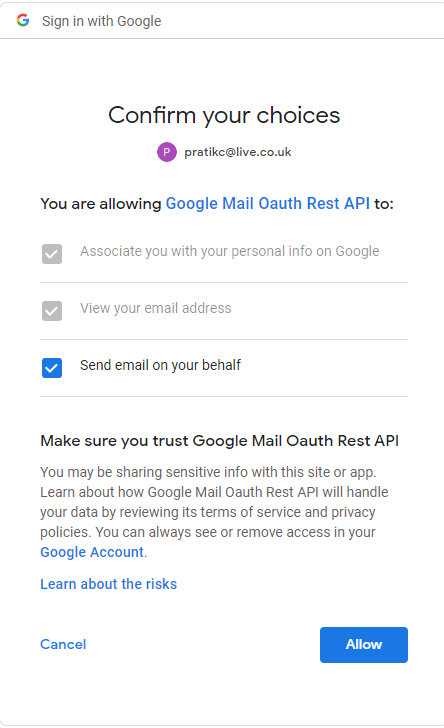 Sign in with Google
Confirm your choices
P pratikc@live.co.uk
You are allowing Google Mail Oauth Rest API to:
Associate you with your personal info on Google
View your email address
Send email on your behalf
Make sure you trust Google Mail Oauth Rest API
You may be sharing sensitive info with this site or app.
Learn about how Google Mail Oauth Rest API will handle
your data by reviewing its terms of service and privacy
policies. You can always see or remove access in your
Google Account.
Learn about the risks
Cancel Allow